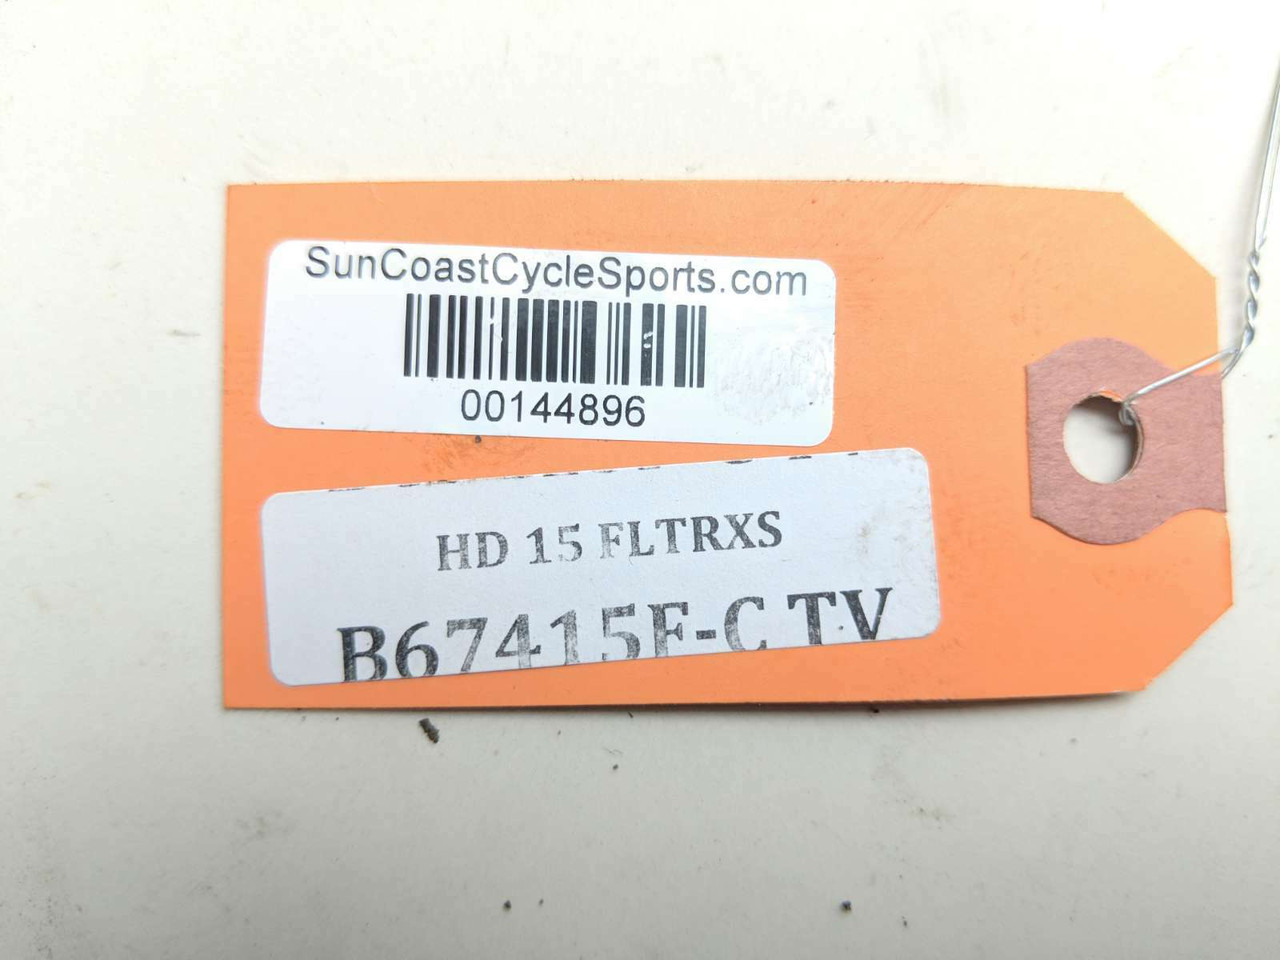 SunCoastCycleSports.com
00144896
HD 15 FLTRXS
B67415F-C TV